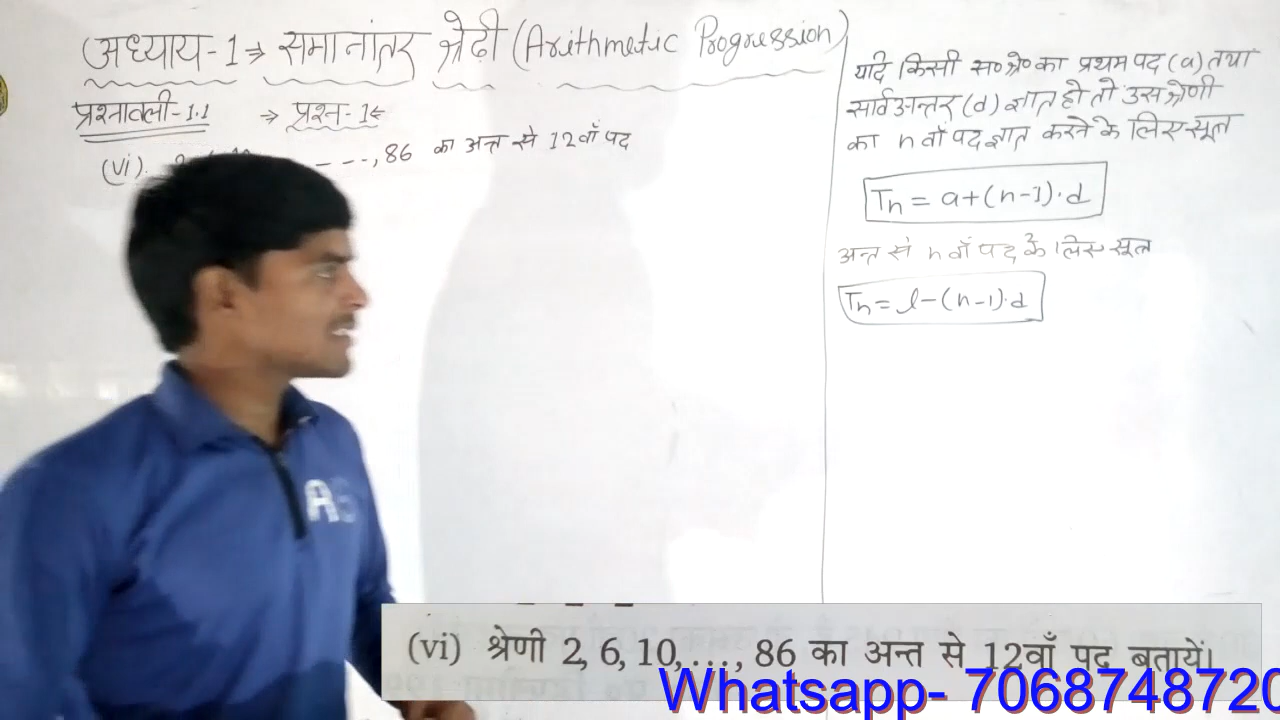 अध्याय-1→ समानांतर श्रेढी (Arithmetic Progression)
प्रश्नावली-1.1 → प्रश्न-1←
(vi). ---, 86 का अन्त से 12वाँ पद
यदि किसी स०श्रे० का प्रथम पद (a) तथा
सार्वअन्तर (d) ज्ञात हो तो उस श्रेणी
का n वाँ पद ज्ञात करने के लिए सूत्र
Tn = a+(n-1)·d
अन्त से n वाँ पद के लिए सूत्र
Tn = l-(n-1)·d
A
(vi) श्रेणी 2, 6, 10, ..., 86 का अन्त से 12वाँ पद बतायें।
Whatsapp- 7068748720